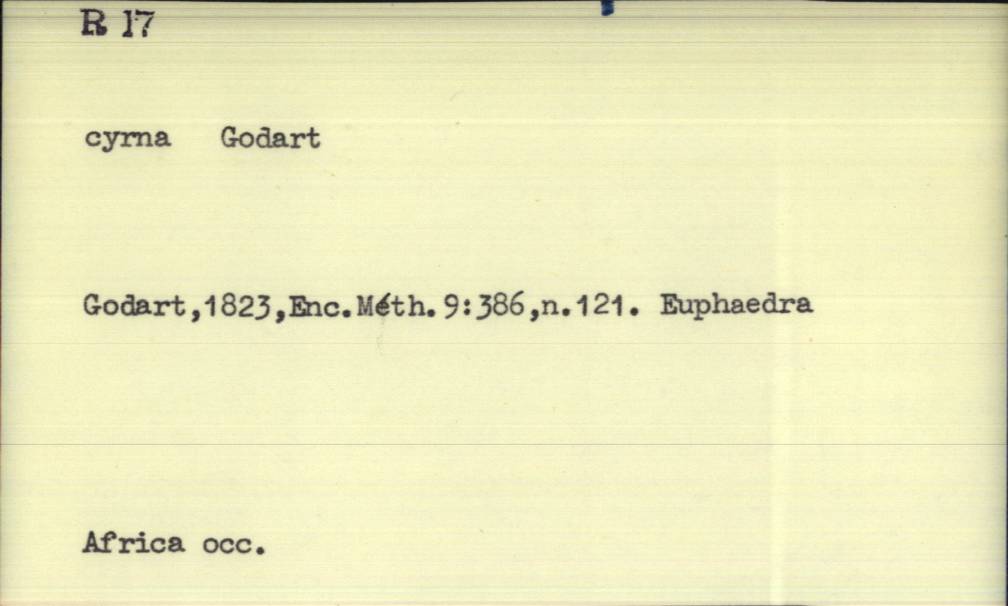 R 17
cyrna Godart
Godart,1823,Enc.Méth.9:386,n.121. Euphaedra
Africa occ.